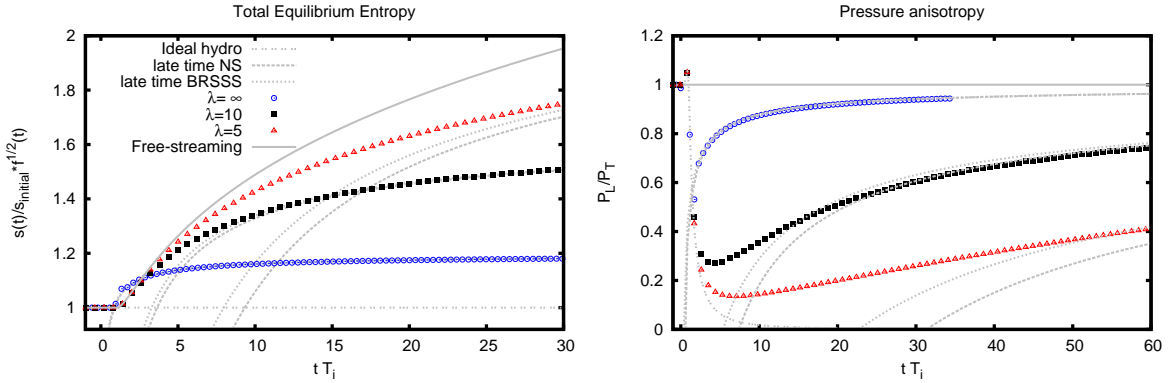 Total Equilibrium Entropy
s(t)/s_initial*f^1/2(t)
2
1.8
1.6
1.4
1.2
1
Ideal hydro
late time NS
late time BRSSS
λ= ∞
λ=10
λ=5
Free-streaming
0 5 10 15 20 25 30
t T_i
Pressure anisotropy
P_L/P_T
1.2
1
0.8
0.6
0.4
0.2
0
0 10 20 30 40 50 60
t T_i